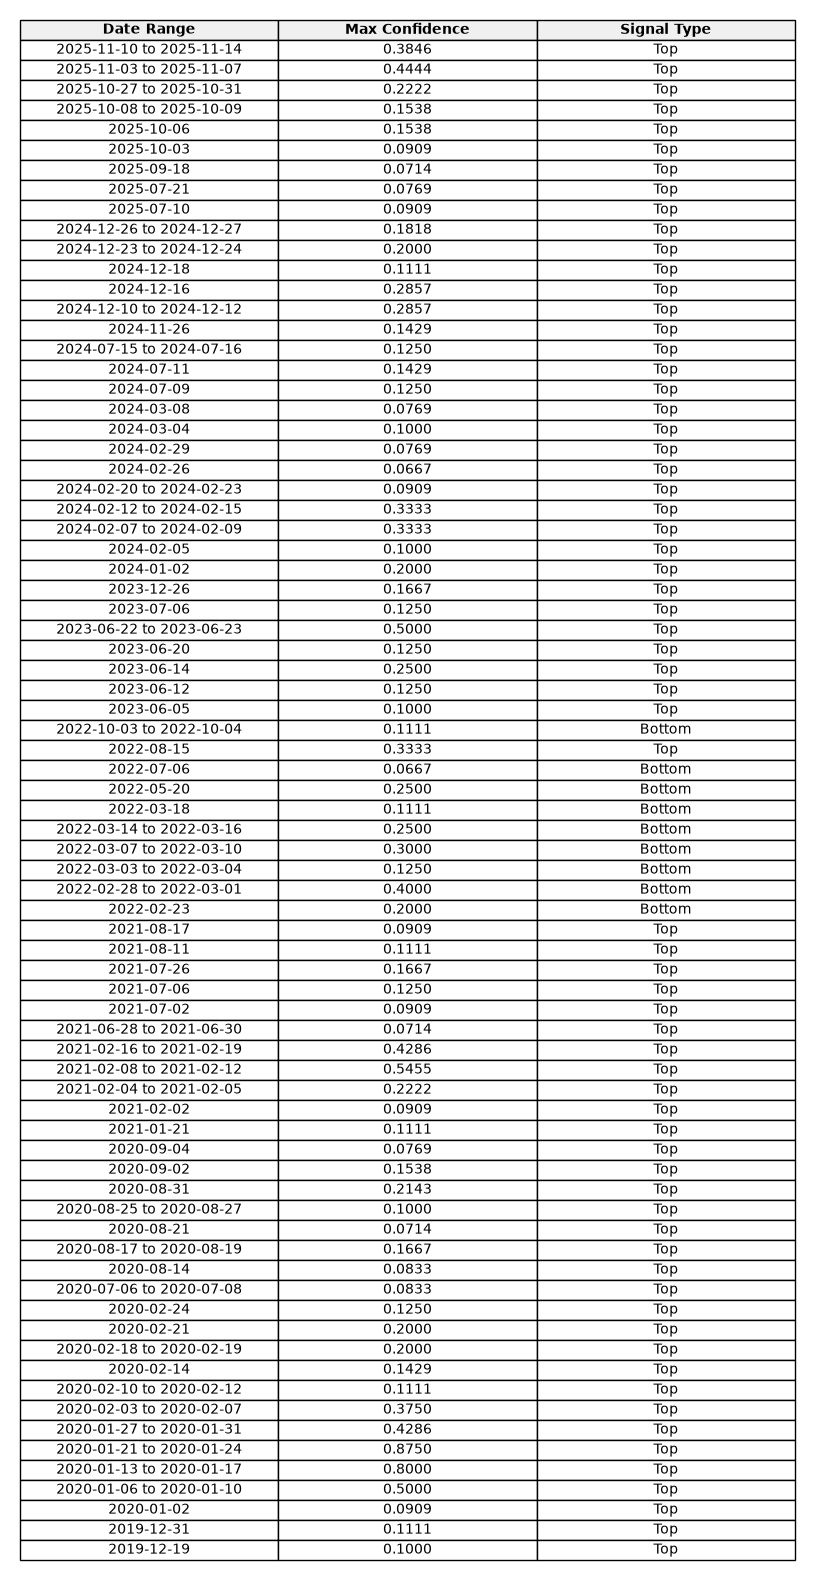 Date Range Max Confidence Signal Type
2025-11-10 to 2025-11-14 0.3846 Top
2025-11-03 to 2025-11-07 0.4444 Top
2025-10-27 to 2025-10-31 0.2222 Top
2025-10-08 to 2025-10-09 0.1538 Top
2025-10-06 0.1538 Top
2025-10-03 0.0909 Top
2025-09-18 0.0714 Top
2025-07-21 0.0769 Top
2025-07-10 0.0909 Top
2024-12-26 to 2024-12-27 0.1818 Top
2024-12-23 to 2024-12-24 0.2000 Top
2024-12-18 0.1111 Top
2024-12-16 0.2857 Top
2024-12-10 to 2024-12-12 0.2857 Top
2024-11-26 0.1429 Top
2024-07-15 to 2024-07-16 0.1250 Top
2024-07-11 0.1429 Top
2024-07-09 0.1250 Top
2024-03-08 0.0769 Top
2024-03-04 0.1000 Top
2024-02-29 0.0769 Top
2024-02-26 0.0667 Top
2024-02-20 to 2024-02-23 0.0909 Top
2024-02-12 to 2024-02-15 0.3333 Top
2024-02-07 to 2024-02-09 0.3333 Top
2024-02-05 0.1000 Top
2024-01-02 0.2000 Top
2023-12-26 0.1667 Top
2023-07-06 0.1250 Top
2023-06-22 to 2023-06-23 0.5000 Top
2023-06-20 0.1250 Top
2023-06-14 0.2500 Top
2023-06-12 0.1250 Top
2023-06-05 0.1000 Top
2022-10-03 to 2022-10-04 0.1111 Bottom
2022-08-15 0.3333 Top
2022-07-06 0.0667 Bottom
2022-05-20 0.2500 Bottom
2022-03-18 0.1111 Bottom
2022-03-14 to 2022-03-16 0.2500 Bottom
2022-03-07 to 2022-03-10 0.3000 Bottom
2022-03-03 to 2022-03-04 0.1250 Bottom
2022-02-28 to 2022-03-01 0.4000 Bottom
2022-02-23 0.2000 Bottom
2021-08-17 0.0909 Top
2021-08-11 0.1111 Top
2021-07-26 0.1667 Top
2021-07-06 0.1250 Top
2021-07-02 0.0909 Top
2021-06-28 to 2021-06-30 0.0714 Top
2021-02-16 to 2021-02-19 0.4286 Top
2021-02-08 to 2021-02-12 0.5455 Top
2021-02-04 to 2021-02-05 0.2222 Top
2021-02-02 0.0909 Top
2021-01-21 0.1111 Top
2020-09-04 0.0769 Top
2020-09-02 0.1538 Top
2020-08-31 0.2143 Top
2020-08-25 to 2020-08-27 0.1000 Top
2020-08-21 0.0714 Top
2020-08-17 to 2020-08-19 0.1667 Top
2020-08-14 0.0833 Top
2020-07-06 to 2020-07-08 0.0833 Top
2020-02-24 0.1250 Top
2020-02-21 0.2000 Top
2020-02-18 to 2020-02-19 0.2000 Top
2020-02-14 0.1429 Top
2020-02-10 to 2020-02-12 0.1111 Top
2020-02-03 to 2020-02-07 0.3750 Top
2020-01-27 to 2020-01-31 0.4286 Top
2020-01-21 to 2020-01-24 0.8750 Top
2020-01-13 to 2020-01-17 0.8000 Top
2020-01-06 to 2020-01-10 0.5000 Top
2020-01-02 0.0909 Top
2019-12-31 0.1111 Top
2019-12-19 0.1000 Top